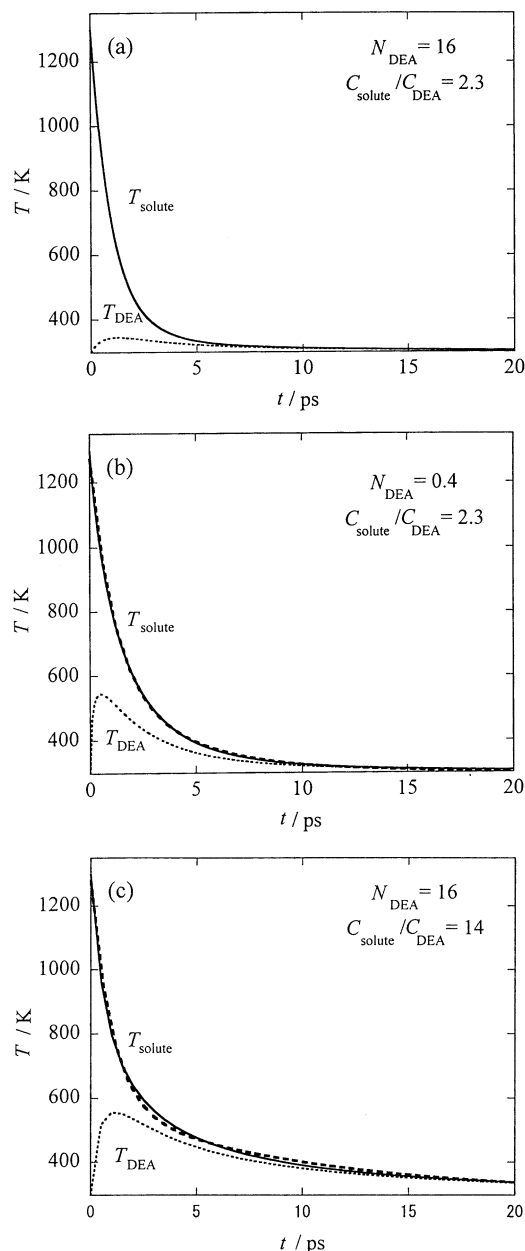 (a)
N_DEA = 16
C_solute/C_DEA = 2.3
1200
1000
800
600
400
T / K
T_solute
T_DEA
0 5 10 15 20
t / ps
(b)
N_DEA = 0.4
C_solute/C_DEA = 2.3
1200
1000
800
600
400
T / K
T_solute
T_DEA
0 5 10 15 20
t / ps
(c)
N_DEA = 16
C_solute/C_DEA = 14
1200
1000
800
600
400
T / K
T_solute
T_DEA
0 5 10 15 20
t / ps